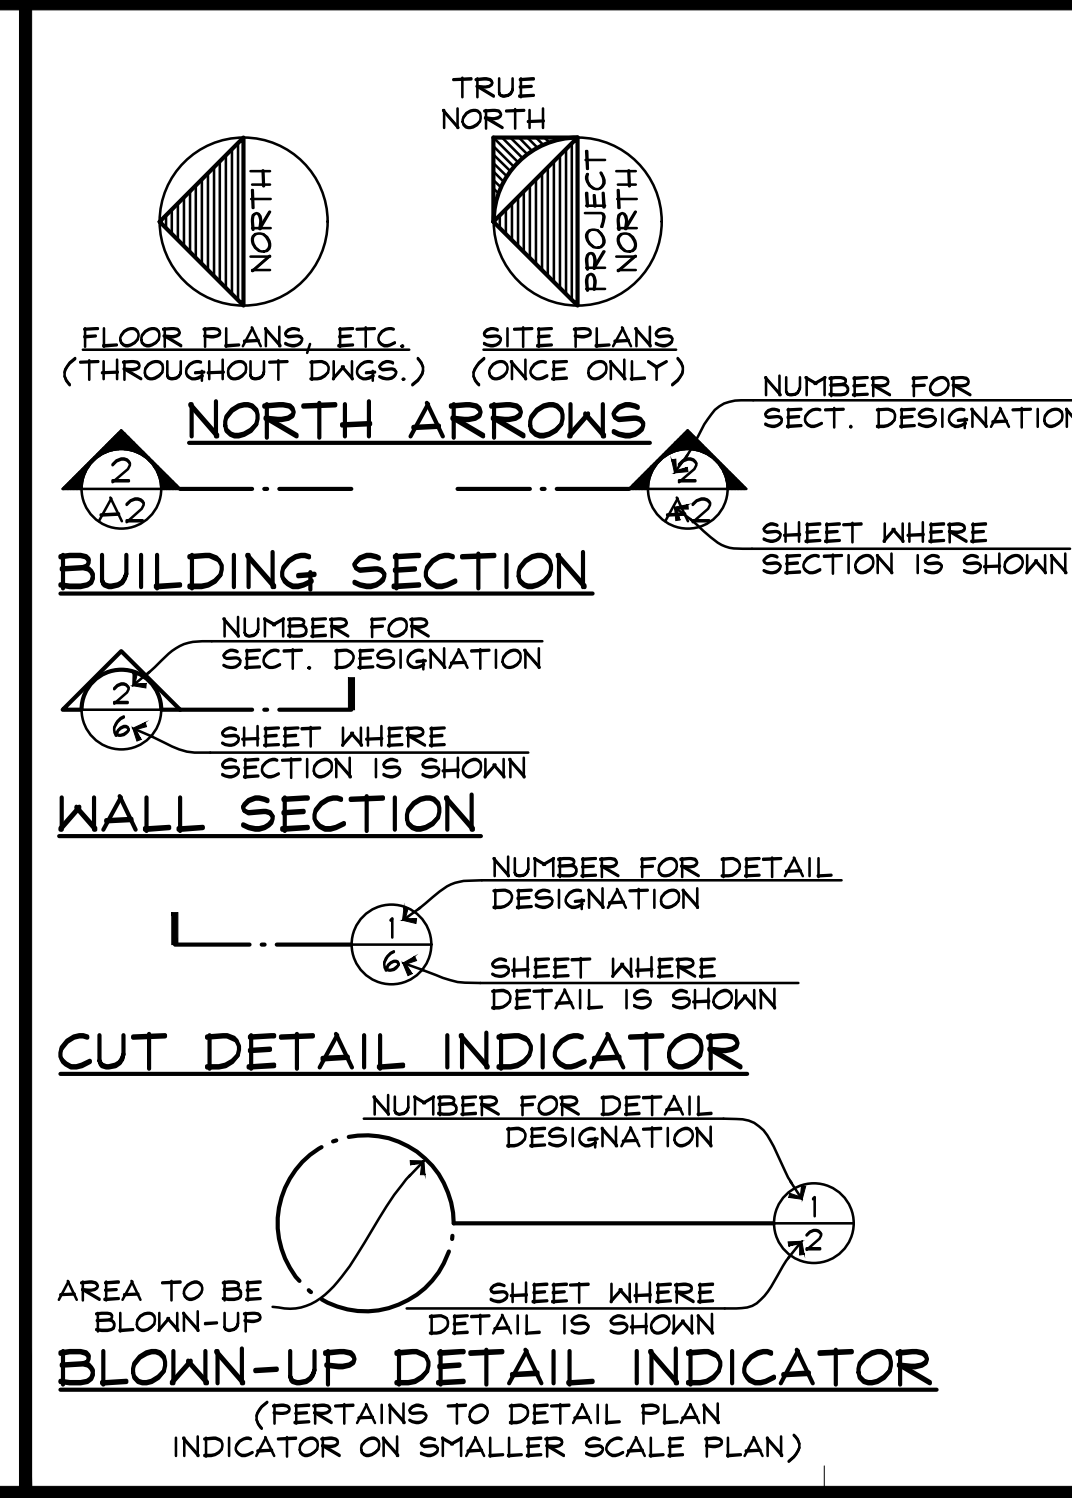 TRUE
NORTH
NORTH
PROJECT
NORTH
FLOOR PLANS, ETC.
(THROUGHOUT DWGS.)
SITE PLANS
(ONCE ONLY)
NORTH ARROWS
NUMBER FOR
SECT. DESIGNATION
2
A2
2
A2
SHEET WHERE
SECTION IS SHOWN
BUILDING SECTION
NUMBER FOR
SECT. DESIGNATION
2
6
SHEET WHERE
SECTION IS SHOWN
WALL SECTION
NUMBER FOR DETAIL
DESIGNATION
1
6
SHEET WHERE
DETAIL IS SHOWN
CUT DETAIL INDICATOR
NUMBER FOR DETAIL
DESIGNATION
1
2
AREA TO BE
BLOWN-UP
SHEET WHERE
DETAIL IS SHOWN
BLOWN-UP DETAIL INDICATOR
(PERTAINS TO DETAIL PLAN
INDICATOR ON SMALLER SCALE PLAN)